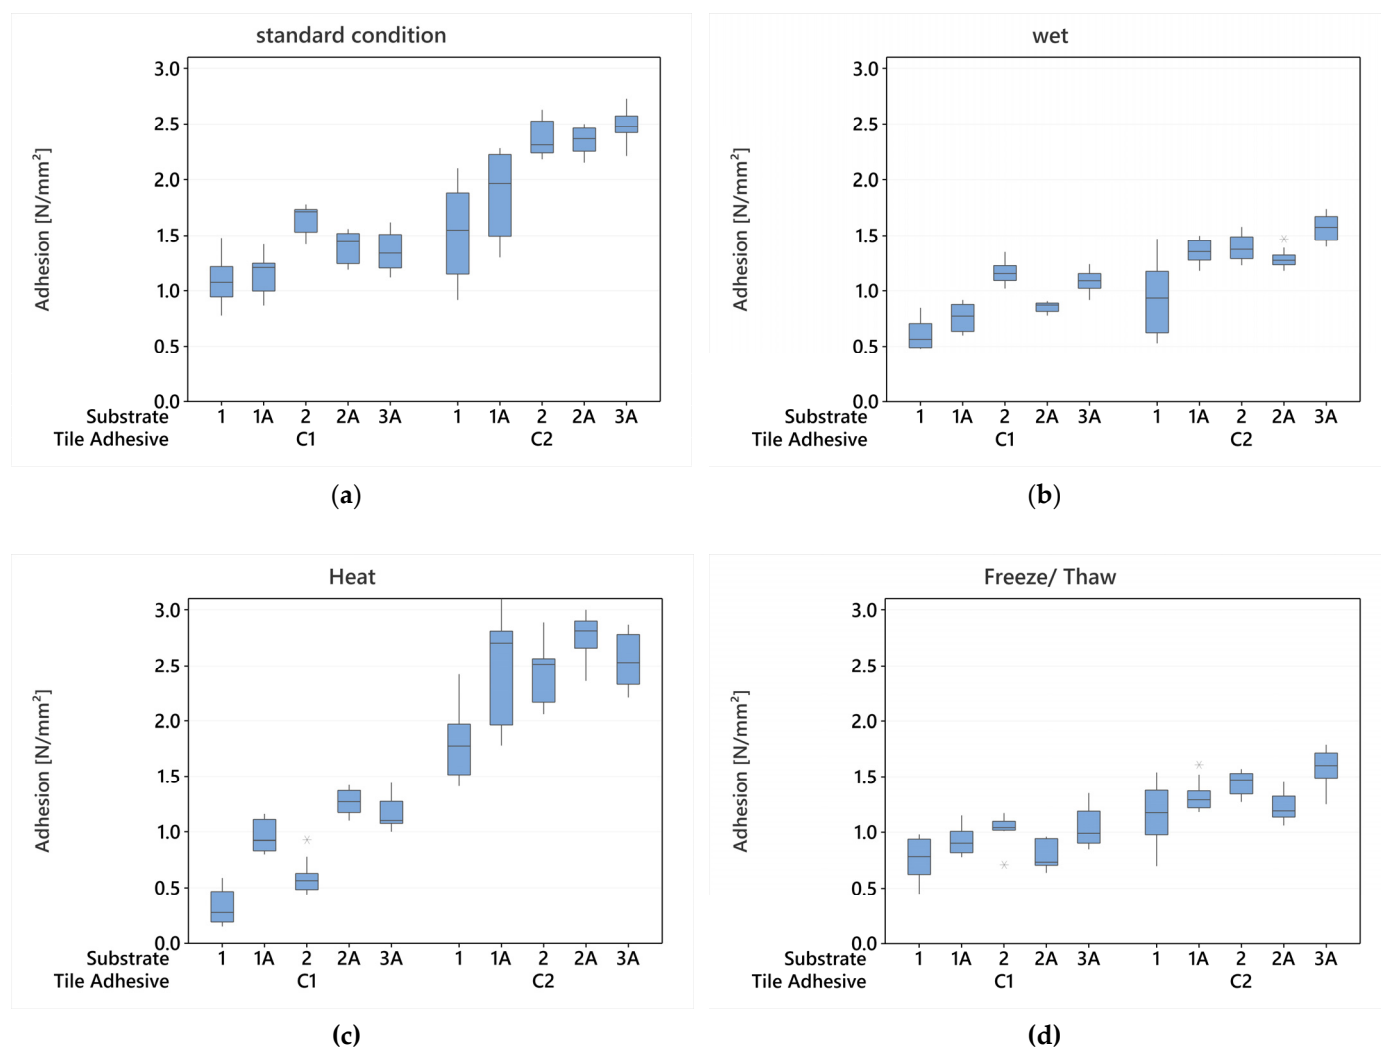 standard condition
3.0
2.5
2.0
1.5
1.0
0.5
0.0
Adhesion [N/mm²]
Substrate 1 1A 2 2A 3A 1 1A 2 2A 3A
Tile Adhesive C1 C2
(a)
wet
3.0
2.5
2.0
1.5
1.0
0.5
0.0
Adhesion [N/mm²]
Substrate 1 1A 2 2A 3A 1 1A 2 2A 3A
Tile Adhesive C1 C2
(b)
Heat
3.0
2.5
2.0
1.5
1.0
0.5
0.0
Adhesion [N/mm²]
Substrate 1 1A 2 2A 3A 1 1A 2 2A 3A
Tile Adhesive C1 C2
(c)
Freeze/ Thaw
3.0
2.5
2.0
1.5
1.0
0.5
0.0
Adhesion [N/mm²]
Substrate 1 1A 2 2A 3A 1 1A 2 2A 3A
Tile Adhesive C1 C2
(d)